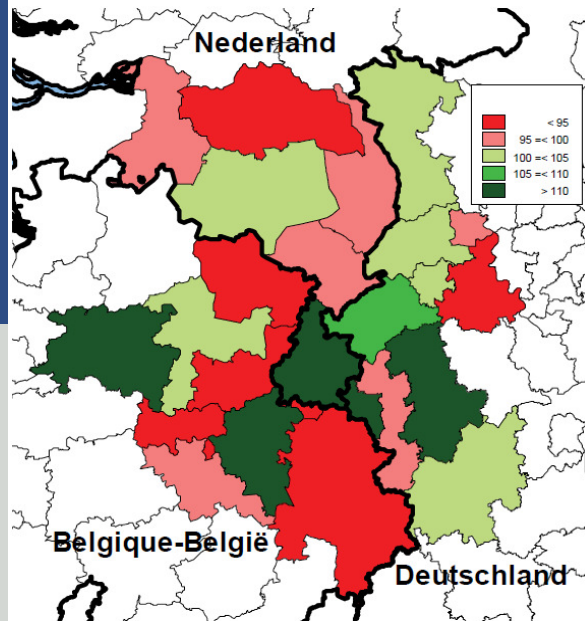 Nederland
< 95
95 =< 100
100 =< 105
105 =< 110
> 110
Belgique-België
Deutschland